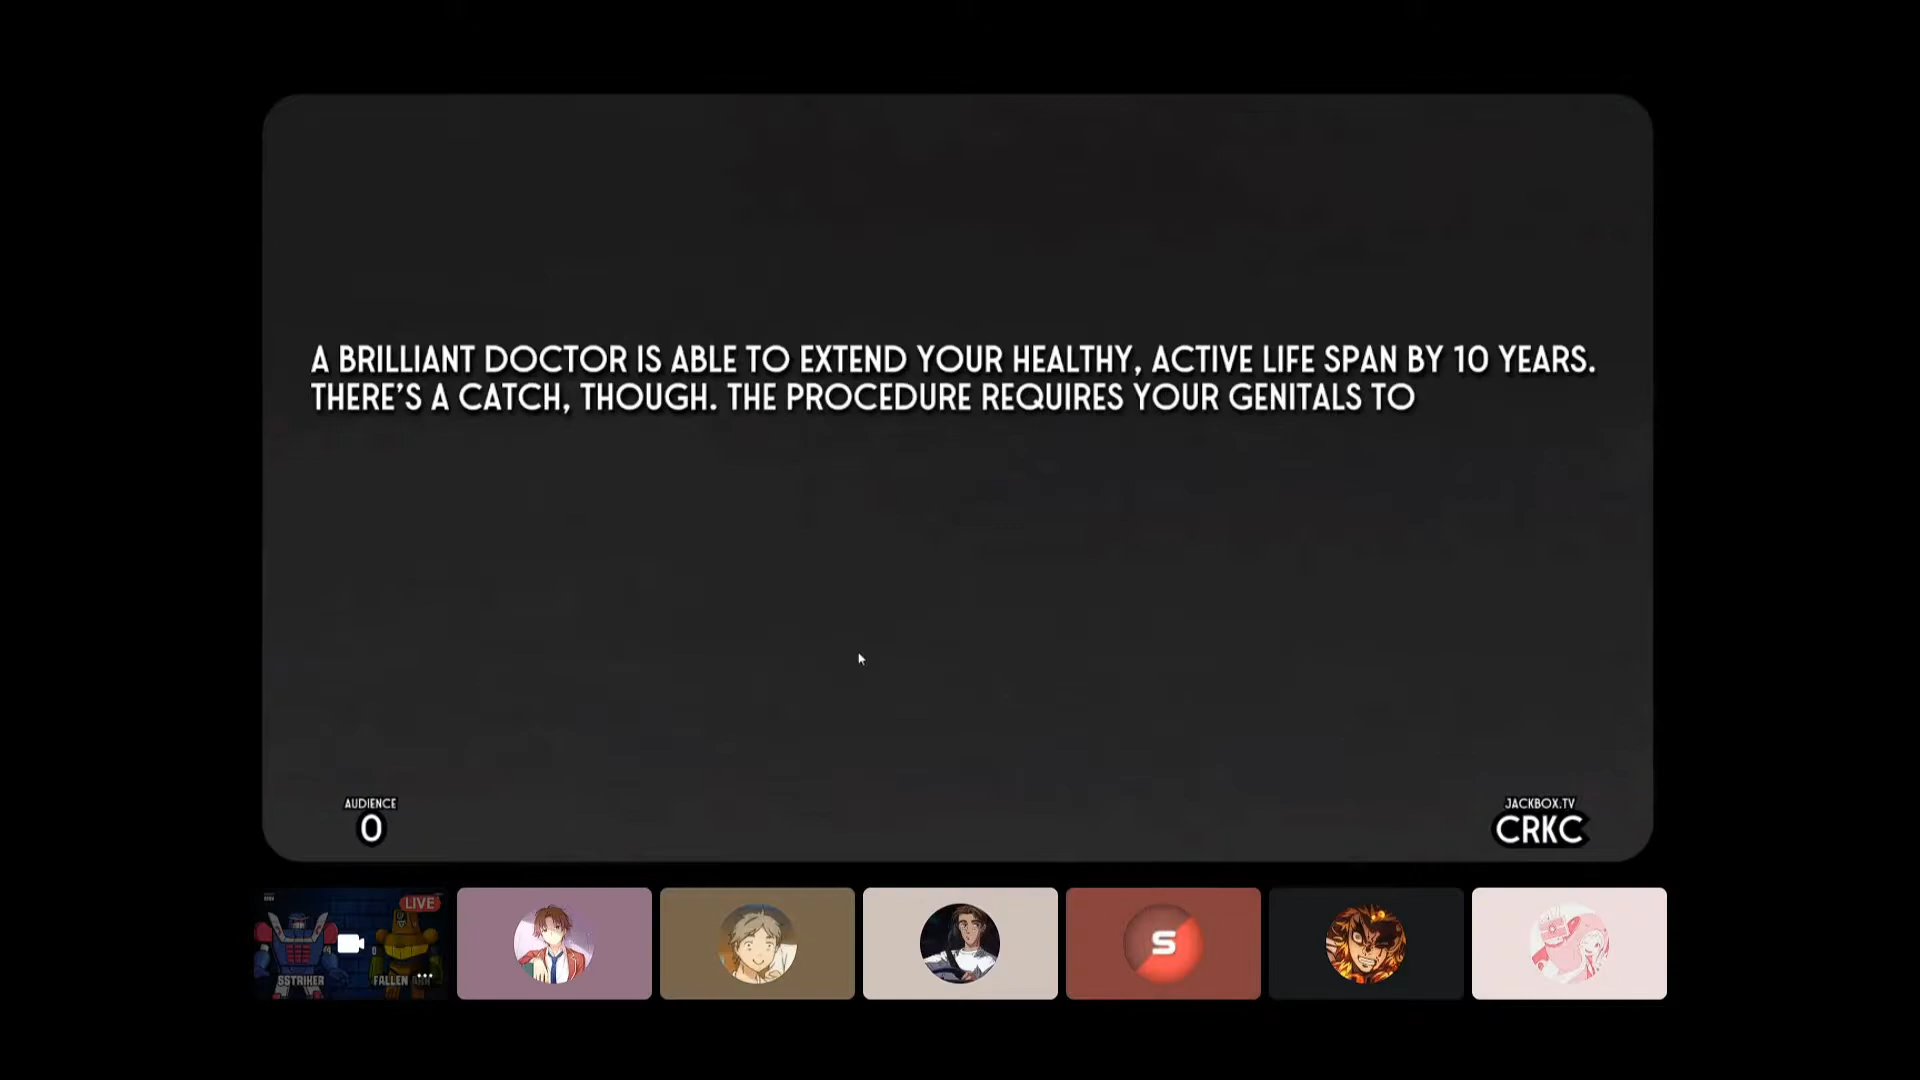 A BRILLIANT DOCTOR IS ABLE TO EXTEND YOUR HEALTHY, ACTIVE LIFE SPAN BY 10 YEARS.
THERE'S A CATCH, THOUGH. THE PROCEDURE REQUIRES YOUR GENITALS TO
AUDIENCE
0
JACKBOX.TV
CRKC
LIVE
SSTRIKER
FALLEN
S